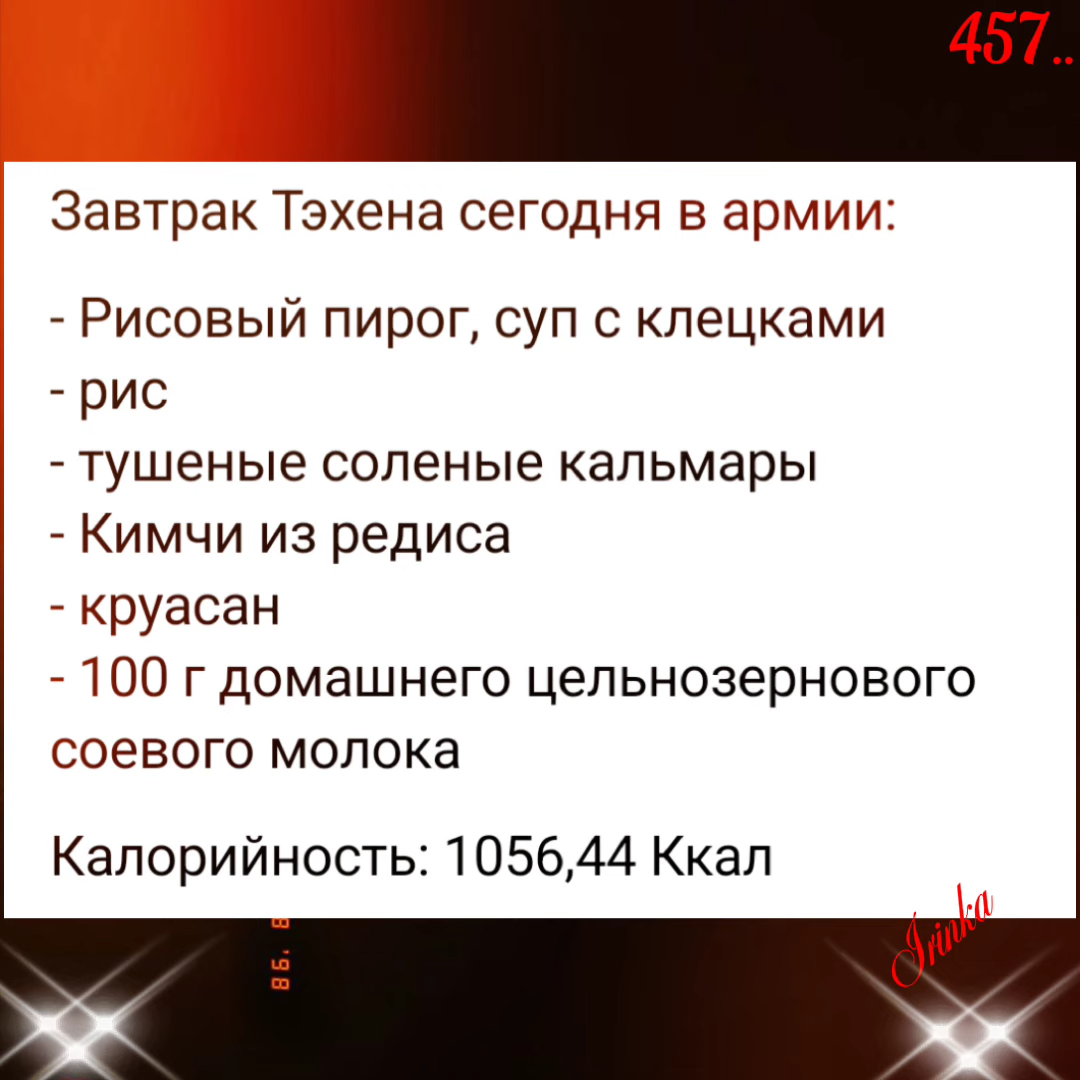 457..
Завтрак Тэхена сегодня в армии:
- Рисовый пирог, суп с клецками
- рис
- тушеные соленые кальмары
- Кимчи из редиса
- круасан
- 100 г домашнего цельнозернового
соевого молока
Калорийность: 1056,44 Ккал
Irinka